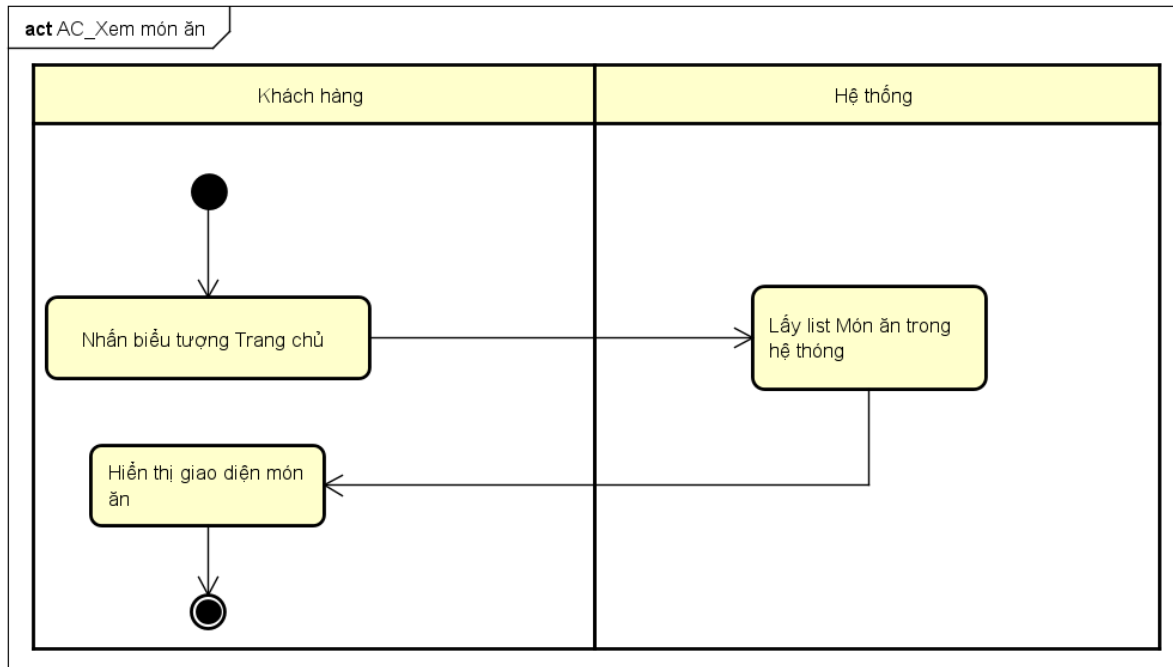 act AC_Xem món ăn
Khách hàng
Hệ thống
Nhấn biểu tượng Trang chủ
Lấy list Món ăn trong
hệ thóng
Hiển thị giao diện món
ăn